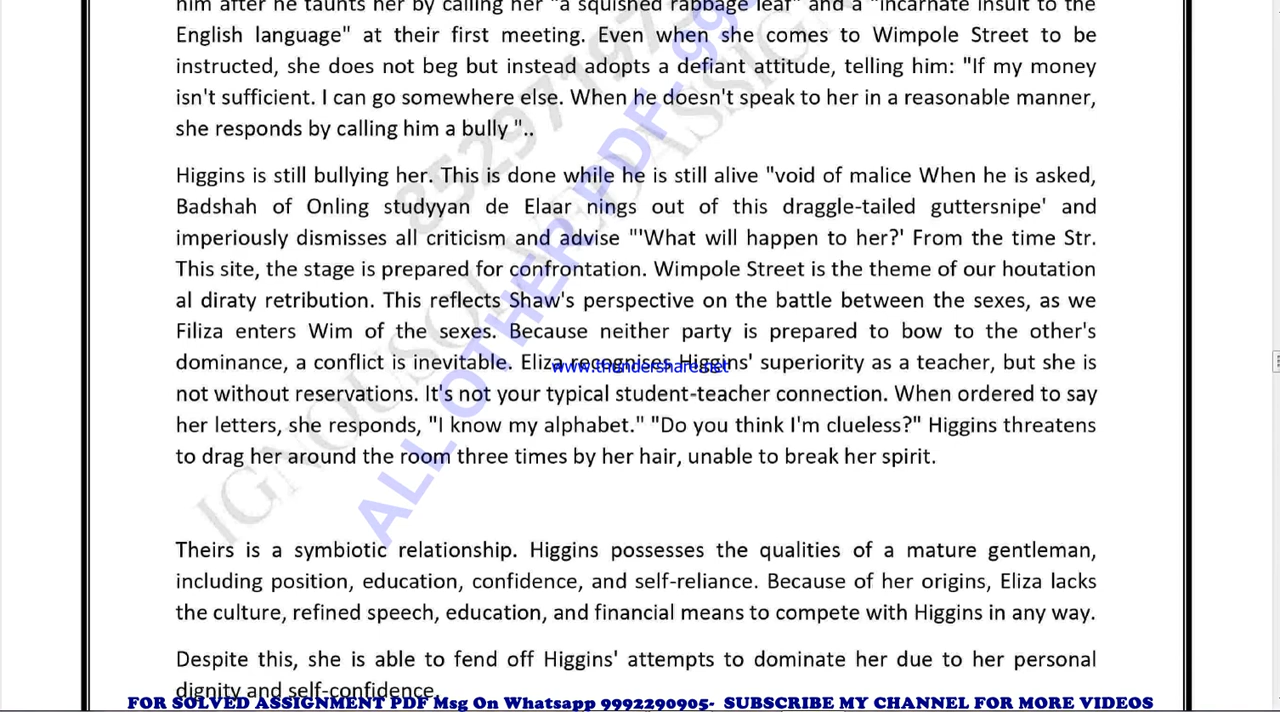 him after he taunts her by calling her "a squished rabbage leaf" and a "incarnate insult to the
English language" at their first meeting. Even when she comes to Wimpole Street to be
instructed, she does not beg but instead adopts a defiant attitude, telling him: "If my money
isn't sufficient. I can go somewhere else. When he doesn't speak to her in a reasonable manner,
she responds by calling him a bully "..
Higgins is still bullying her. This is done while he is still alive "void of malice When he is asked,
Badshah of Onling studyyan de Elaar nings out of this draggle-tailed guttersnipe' and
imperiously dismisses all criticism and advise "'What will happen to her?' From the time Str.
This site, the stage is prepared for confrontation. Wimpole Street is the theme of our houtation
al diraty retribution. This reflects Shaw's perspective on the battle between the sexes, as we
Filiza enters Wim of the sexes. Because neither party is prepared to bow to the other's
dominance, a conflict is inevitable. Eliza recognises Higgins' superiority as a teacher, but she is
www.thundershare.net
not without reservations. It's not your typical student-teacher connection. When ordered to say
her letters, she responds, "I know my alphabet." "Do you think I'm clueless?" Higgins threatens
to drag her around the room three times by her hair, unable to break her spirit.
Theirs is a symbiotic relationship. Higgins possesses the qualities of a mature gentleman,
including position, education, confidence, and self-reliance. Because of her origins, Eliza lacks
the culture, refined speech, education, and financial means to compete with Higgins in any way.
Despite this, she is able to fend off Higgins' attempts to dominate her due to her personal
dignity and self-confidence.
FOR SOLVED ASSIGNMENT PDF Msg On Whatsapp 9992290905- SUBSCRIBE MY CHANNEL FOR MORE VIDEOS
ALL OTHER PDF- 99